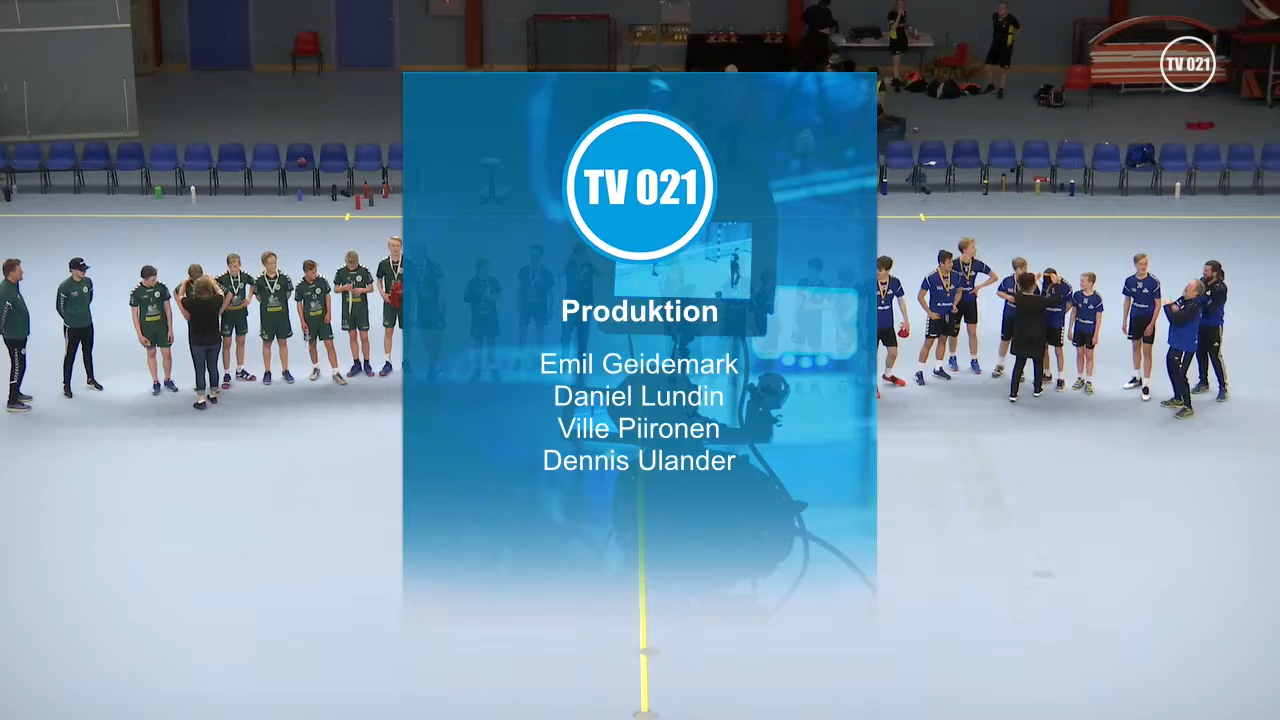 TV 021
TV 021
Produktion
Emil Geidemark
Daniel Lundin
Ville Piironen
Dennis Ulander